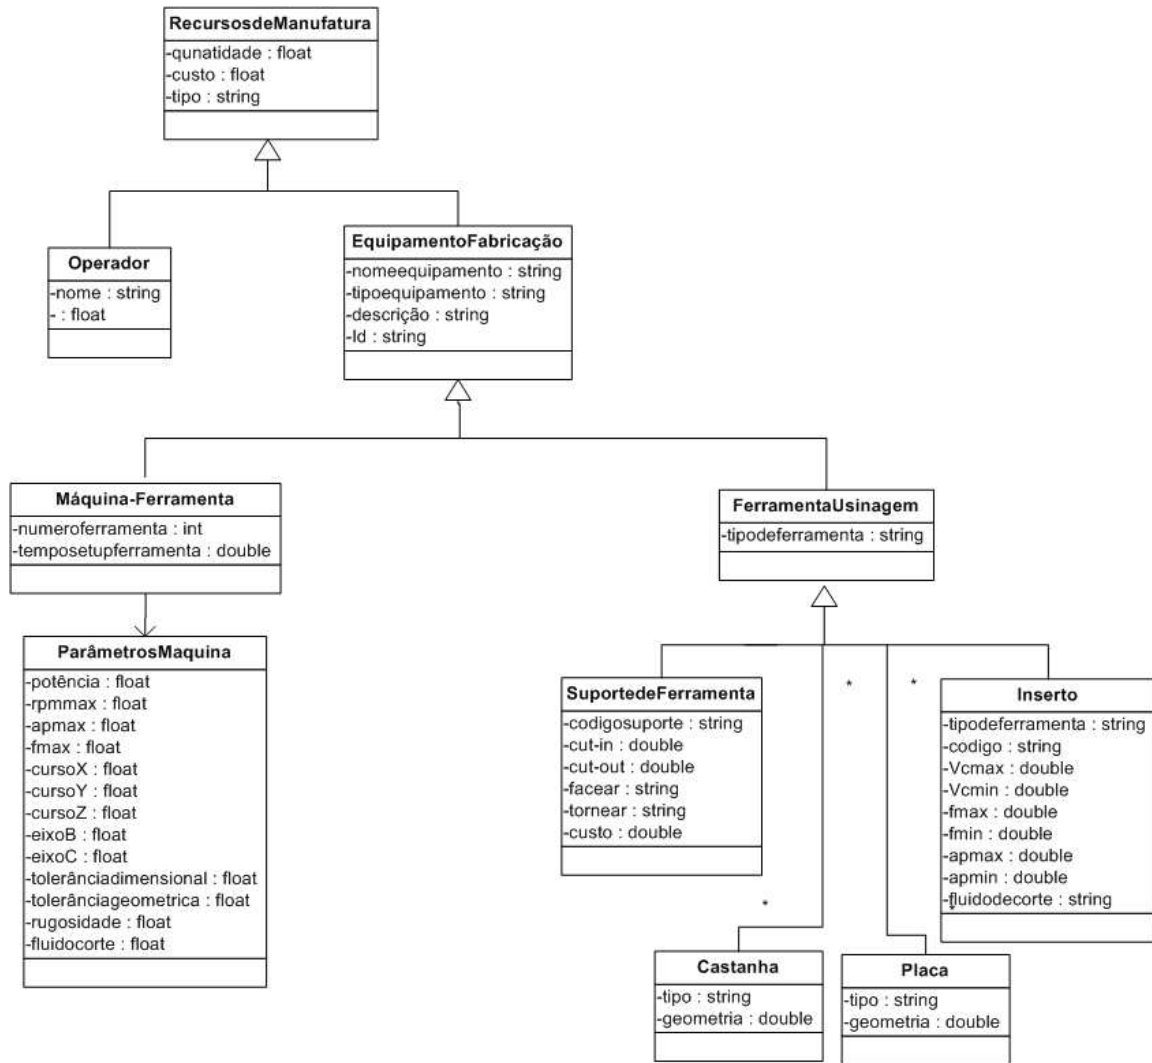 RecursosdeManufatura
-qunatidade : float
-custo : float
-tipo : string
Operador
-nome : string
- : float
EquipamentoFabricação
-nomeequipamento : string
-tipoequipamento : string
-descrição : string
-Id : string
Máquina-Ferramenta
-numeroferramenta : int
-temposetupferramenta : double
FerramentaUsinagem
-tipodeferramenta : string
ParâmetrosMaquina
-potência : float
-rpmmax : float
-apmax : float
-fmax : float
-cursoX : float
-cursoY : float
-cursoZ : float
-eixoB : float
-eixoC : float
-tolerânciadimensional : float
-tolerânciageometrica : float
-rugosidade : float
-fluidocorte : float
SuportedeFerramenta
-codigosuporte : string
-cut-in : double
-cut-out : double
-facear : string
-tornear : string
-custo : double
*
*
Inserto
-tipodeferramenta : string
-codigo : string
-Vcmax : double
-Vcmin : double
-fmax : double
-fmin : double
-apmax : double
-apmin : double
-fluidodecorte : string
*
Castanha
-tipo : string
-geometria : double
Placa
-tipo : string
-geometria : double